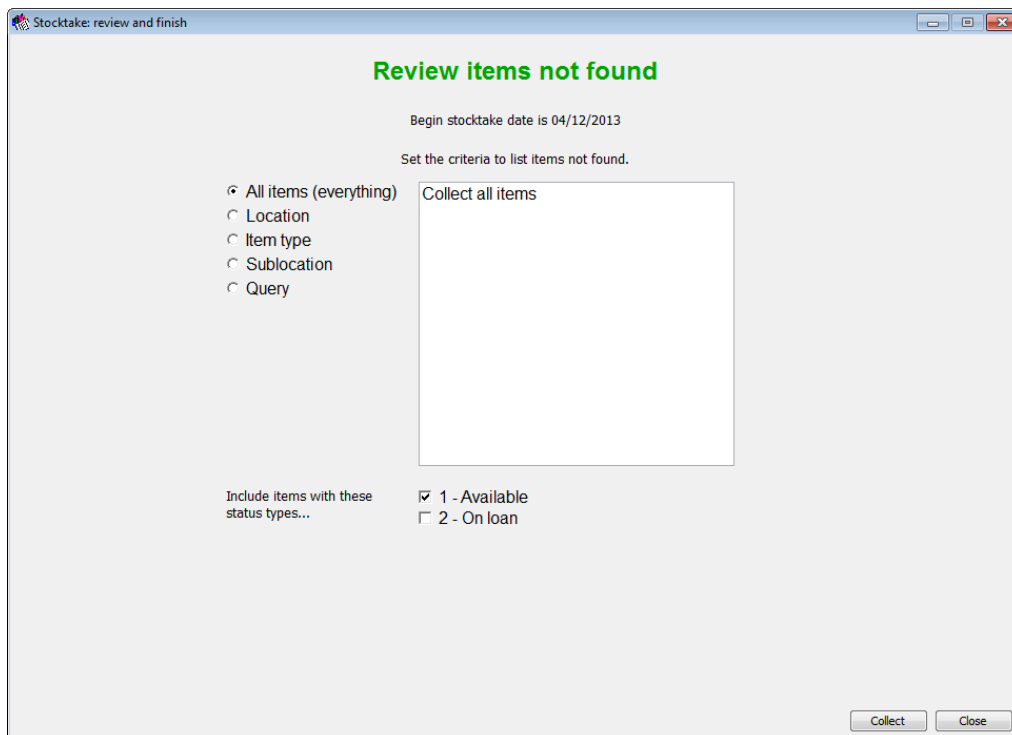 Stocktake: review and finish
Review items not found
Begin stocktake date is 04/12/2013
Set the criteria to list items not found.
All items (everything)
Location
Item type
Sublocation
Query
Collect all items
Include items with these
status types...
1 - Available
2 - On loan
Collect
Close